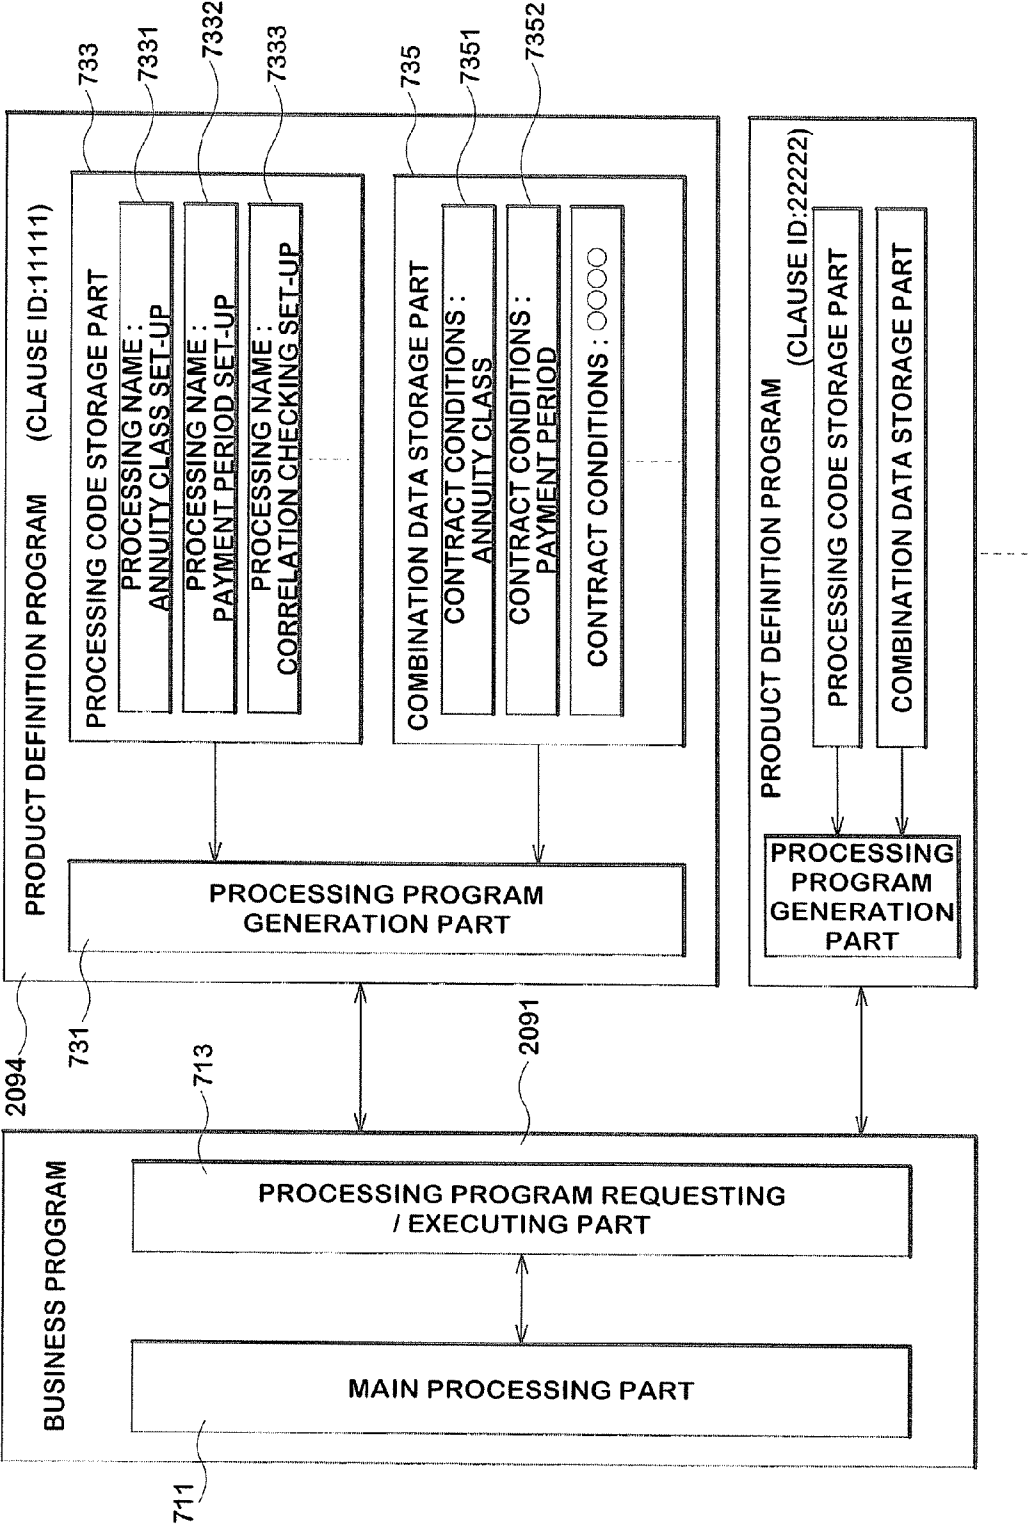 733
7331
7332
7333
735
7351
7352
PRODUCT DEFINITION PROGRAM (CLAUSE ID:11111)
PROCESSING CODE STORAGE PART
PROCESSING NAME :
ANNUITY CLASS SET-UP
PROCESSING NAME :
PAYMENT PERIOD SET-UP
PROCESSING NAME :
CORRELATION CHECKING SET-UP
COMBINATION DATA STORAGE PART
CONTRACT CONDITIONS :
ANNUITY CLASS
CONTRACT CONDITIONS :
PAYMENT PERIOD
CONTRACT CONDITIONS : ○○○○
PROCESSING PROGRAM
GENERATION PART
PRODUCT DEFINITION PROGRAM
(CLAUSE ID:22222)
PROCESSING CODE STORAGE PART
COMBINATION DATA STORAGE PART
PROCESSING
PROGRAM
GENERATION
PART
2094
731
713
2091
BUSINESS PROGRAM
PROCESSING PROGRAM REQUESTING
/ EXECUTING PART
MAIN PROCESSING PART
711